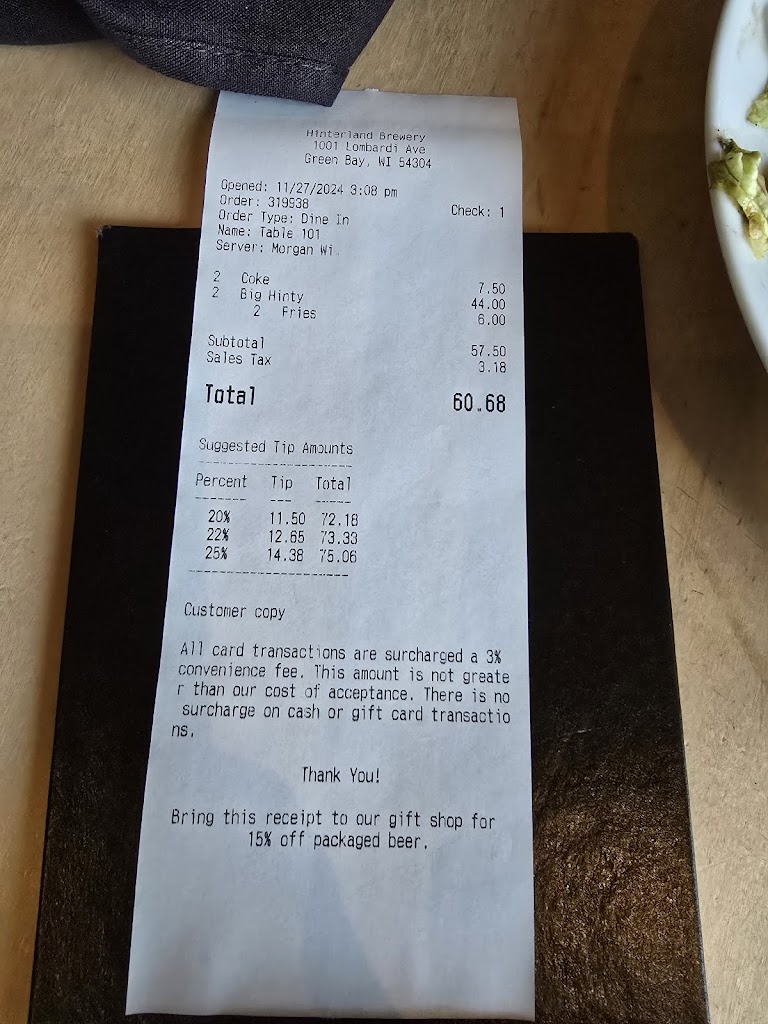 Hinterland Brewery
1001 Lombardi Ave
Green Bay, WI 54304
Opened: 11/27/2024 3:08 pm
Order: 319938 Check: 1
Order Type: Dine In
Name: Table 101
Server: Morgan Wi.
2 Coke 7.50
2 Big Hinty 44.00
2 Fries 6.00
Subtotal 57.50
Sales Tax 3.18
Total 60.68
Suggested Tip Amounts
--------------------
Percent Tip Total
------- --- -----
20% 11.50 72.18
22% 12.65 73.33
25% 14.38 75.06
--------------------
Customer copy
All card transactions are surcharged a 3%
convenience fee. This amount is not greate
r than our cost of acceptance. There is no
surcharge on cash or gift card transactio
ns.
Thank You!
Bring this receipt to our gift shop for
15% off packaged beer.